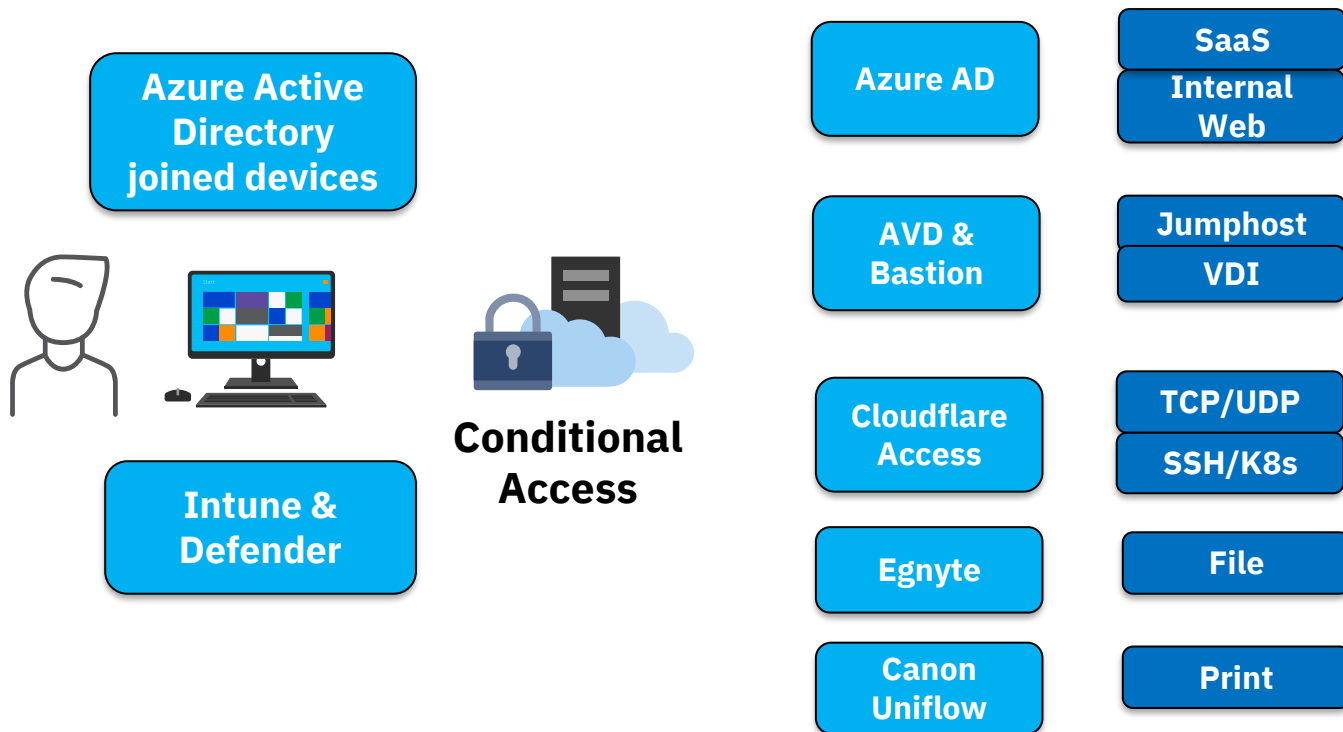 Azure Active
Directory
joined devices
Intune &
Defender
Conditional
Access
Azure AD
SaaS
Internal
Web
AVD &
Bastion
Jumphost
VDI
Cloudflare
Access
TCP/UDP
SSH/K8s
Egnyte
File
Canon
Uniflow
Print